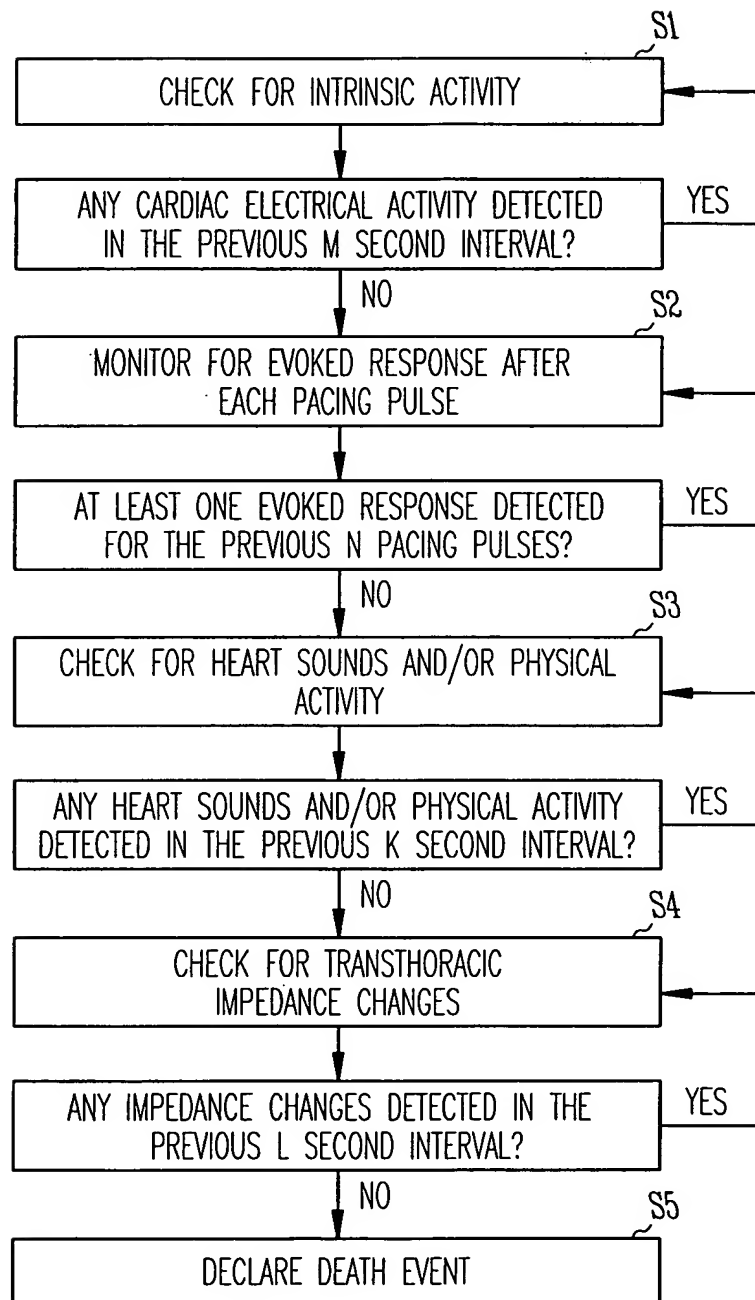 S1
CHECK FOR INTRINSIC ACTIVITY
ANY CARDIAC ELECTRICAL ACTIVITY DETECTED
IN THE PREVIOUS M SECOND INTERVAL?
YES
NO
S2
MONITOR FOR EVOKED RESPONSE AFTER
EACH PACING PULSE
AT LEAST ONE EVOKED RESPONSE DETECTED
FOR THE PREVIOUS N PACING PULSES?
YES
NO
S3
CHECK FOR HEART SOUNDS AND/OR PHYSICAL
ACTIVITY
ANY HEART SOUNDS AND/OR PHYSICAL ACTIVITY
DETECTED IN THE PREVIOUS K SECOND INTERVAL?
YES
NO
S4
CHECK FOR TRANSTHORACIC
IMPEDANCE CHANGES
ANY IMPEDANCE CHANGES DETECTED IN THE
PREVIOUS L SECOND INTERVAL?
YES
NO
S5
DECLARE DEATH EVENT